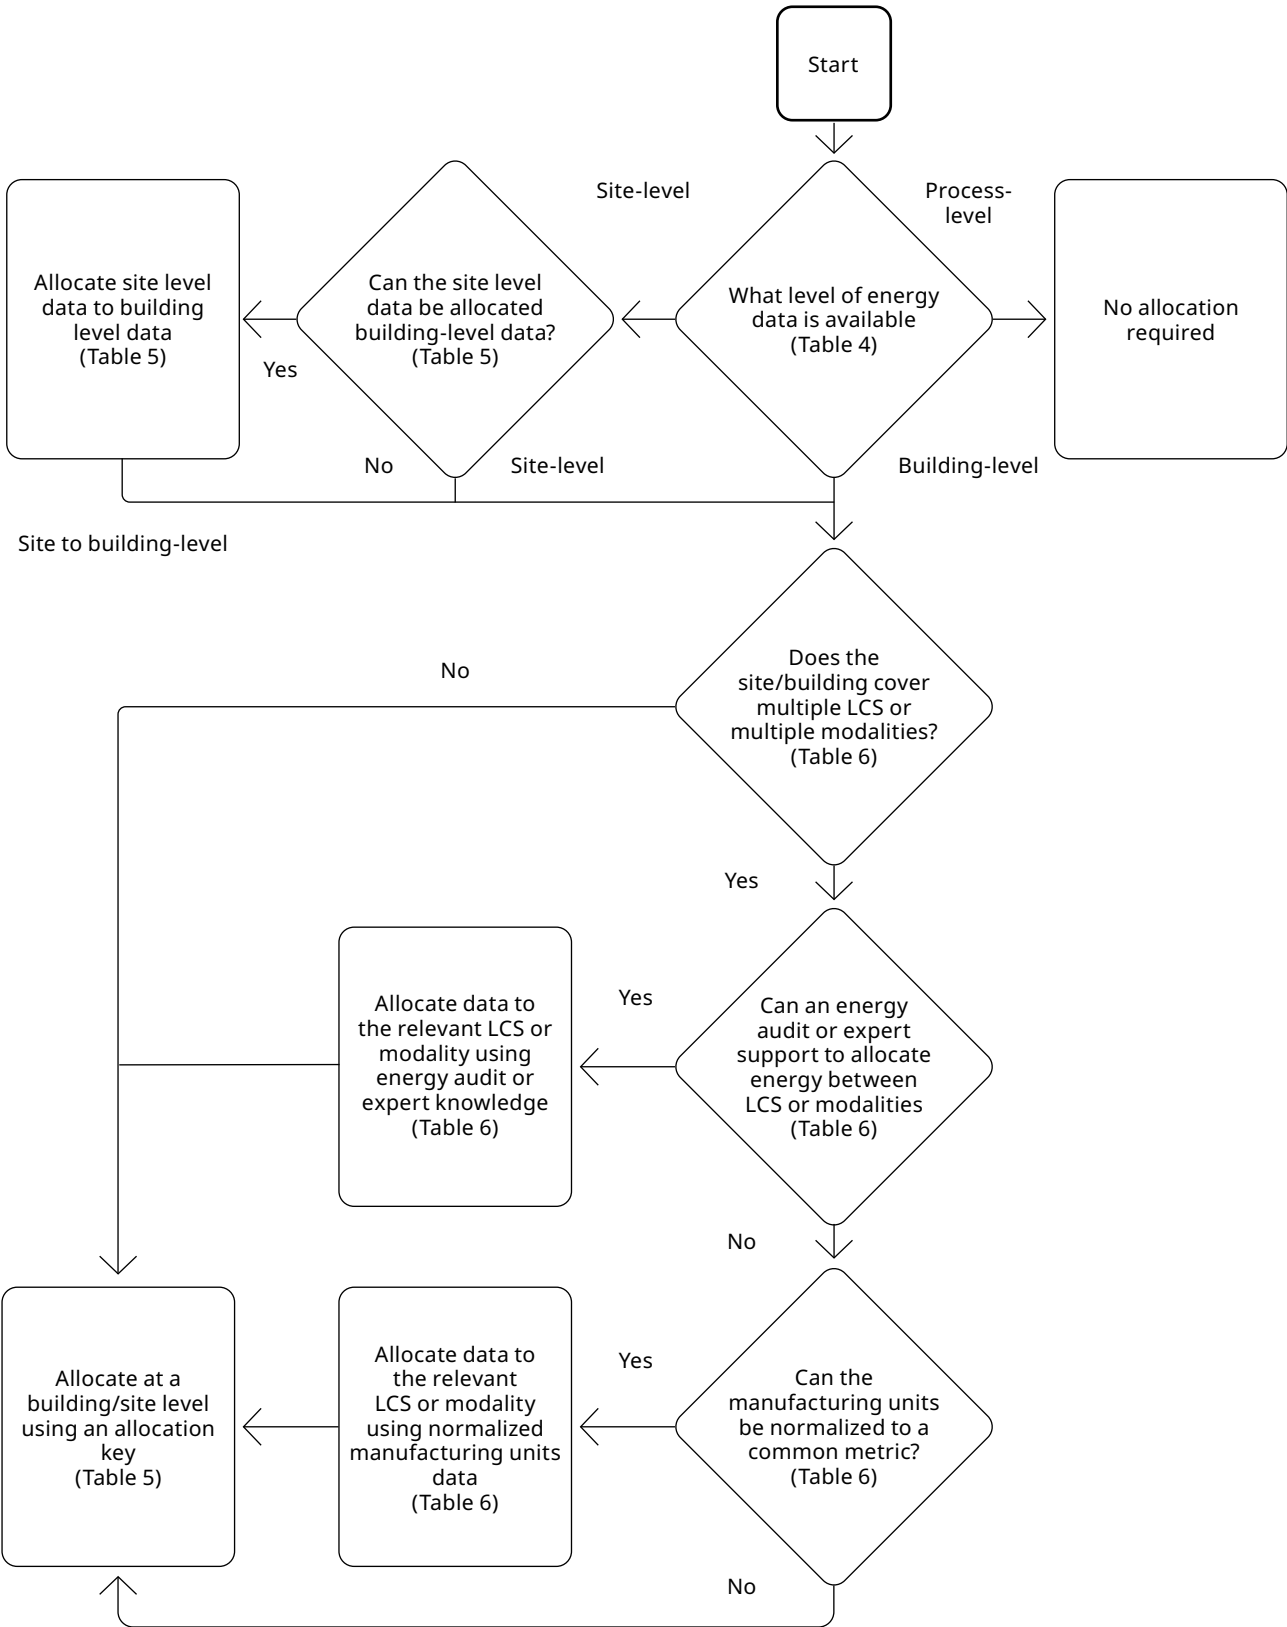 Start
Site-level
Process-
level
Allocate site level
data to building
level data
(Table 5)
Yes
Can the site level
data be allocated
building-level data?
(Table 5)
What level of energy
data is available
(Table 4)
No allocation
required
No
Site-level
Building-level
Site to building-level
Does the
site/building cover
multiple LCS or
multiple modalities?
(Table 6)
No
Yes
Allocate data to
the relevant LCS or
modality using
energy audit or
expert knowledge
(Table 6)
Yes
Can an energy
audit or expert
support to allocate
energy between
LCS or modalities
(Table 6)
No
Allocate at a
building/site level
using an allocation
key
(Table 5)
Allocate data to
the relevant
LCS or modality
using normalized
manufacturing units
data
(Table 6)
Yes
Can the
manufacturing units
be normalized to a
common metric?
(Table 6)
No